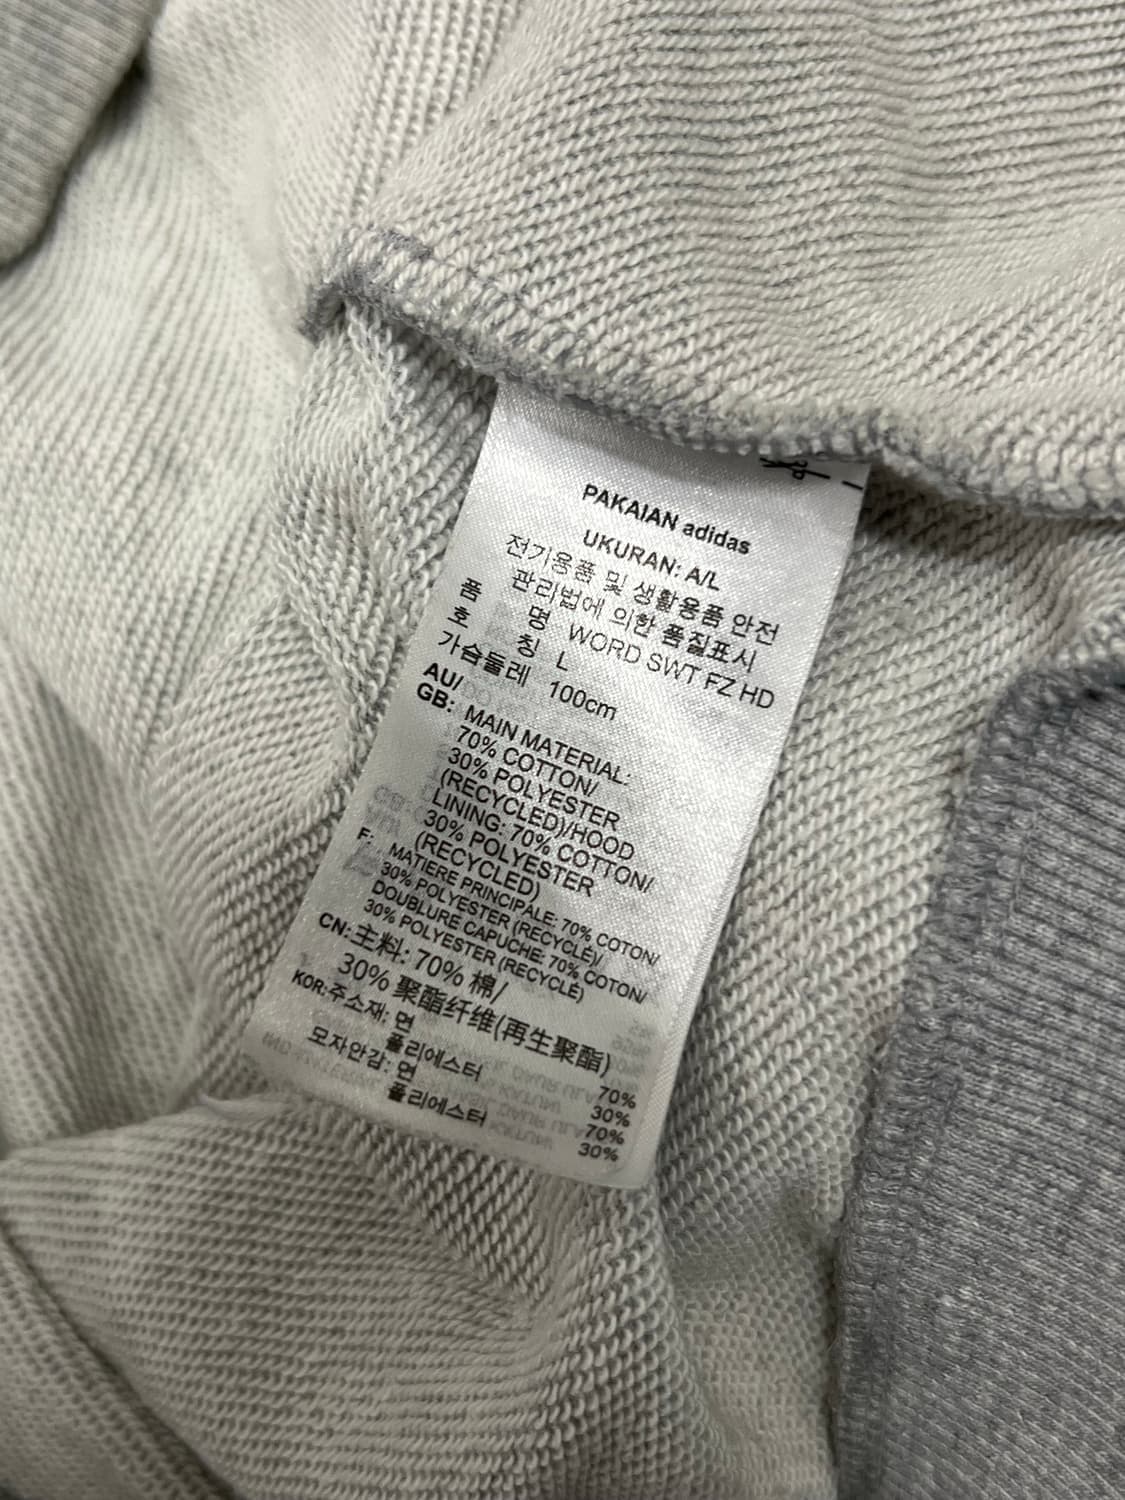 PAKAIAN adidas
UKURAN: A/L
전기용품 및 생활용품 안전
관리법에 의한 품질표시
품 명 WORD SWT FZ HD
호 칭 L
가슴둘레 100cm
AU/
GB: MAIN MATERIAL:
70% COTTON/
30% POLYESTER
(RECYCLED)/HOOD
LINING: 70% COTTON/
30% POLYESTER
(RECYCLED)
F: MATIERE PRINCIPALE: 70% COTON/
30% POLYESTER (RECYCLÉ)/
DOUBLURE CAPUCHE: 70% COTON/
30% POLYESTER (RECYCLÉ)
CN: 主料: 70% 棉/
30% 聚酯纤维(再生聚酯)
KOR: 주소재: 면 70%
폴리에스터 30%
모자안감: 면 70%
폴리에스터 30%